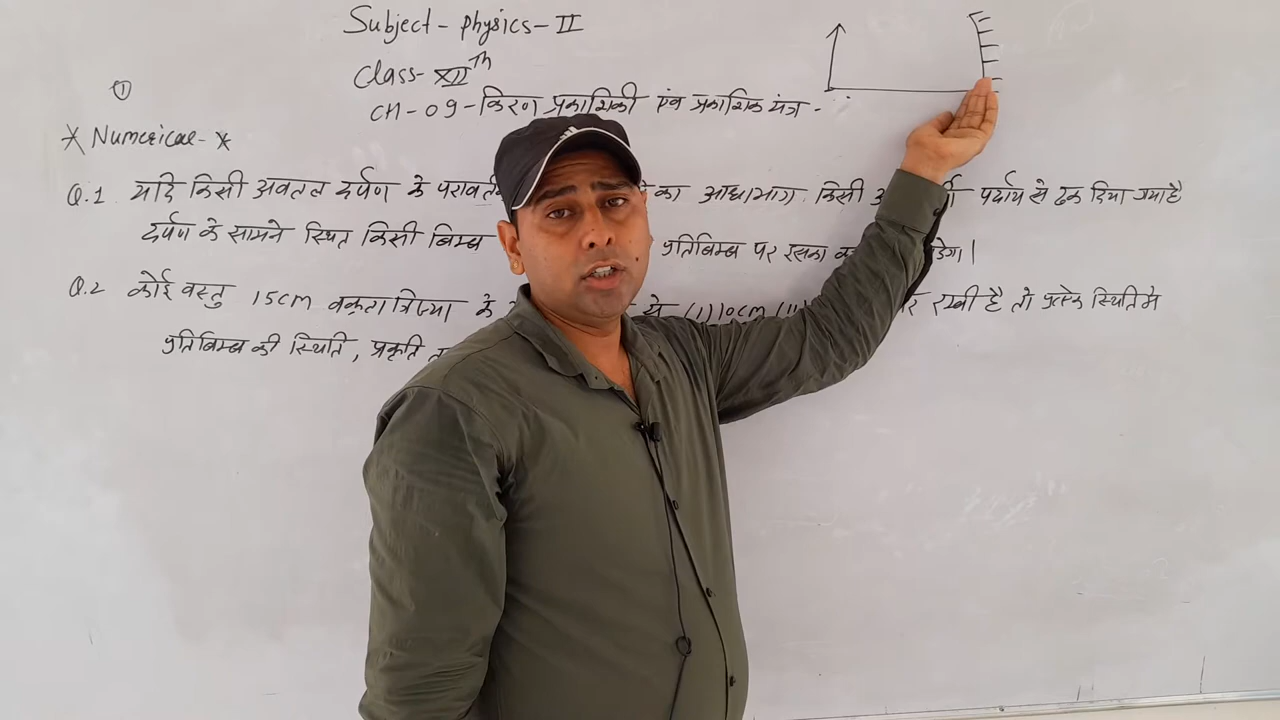 Subject - Physics - II
Class - XII Th
CH - 09 - किरण प्रकाशिकी एंव प्रकाशिक यंत्र -
①
* Numerical - *
Q.1 यदि किसी अवतल दर्पण के का आधाभाग किसी पदार्थ से ढक दिया गया है
दर्पण के सामने स्थित किसी बिम्ब प्रतिबिम्ब पर इसका
Q.2 कोई वस्तु 15cm वक्रता त्रिज्या के से (i) 10cm (ii) पर रखी है तो प्रत्येक स्थिति मे
प्रतिबिम्ब की स्थिति, प्रकृति